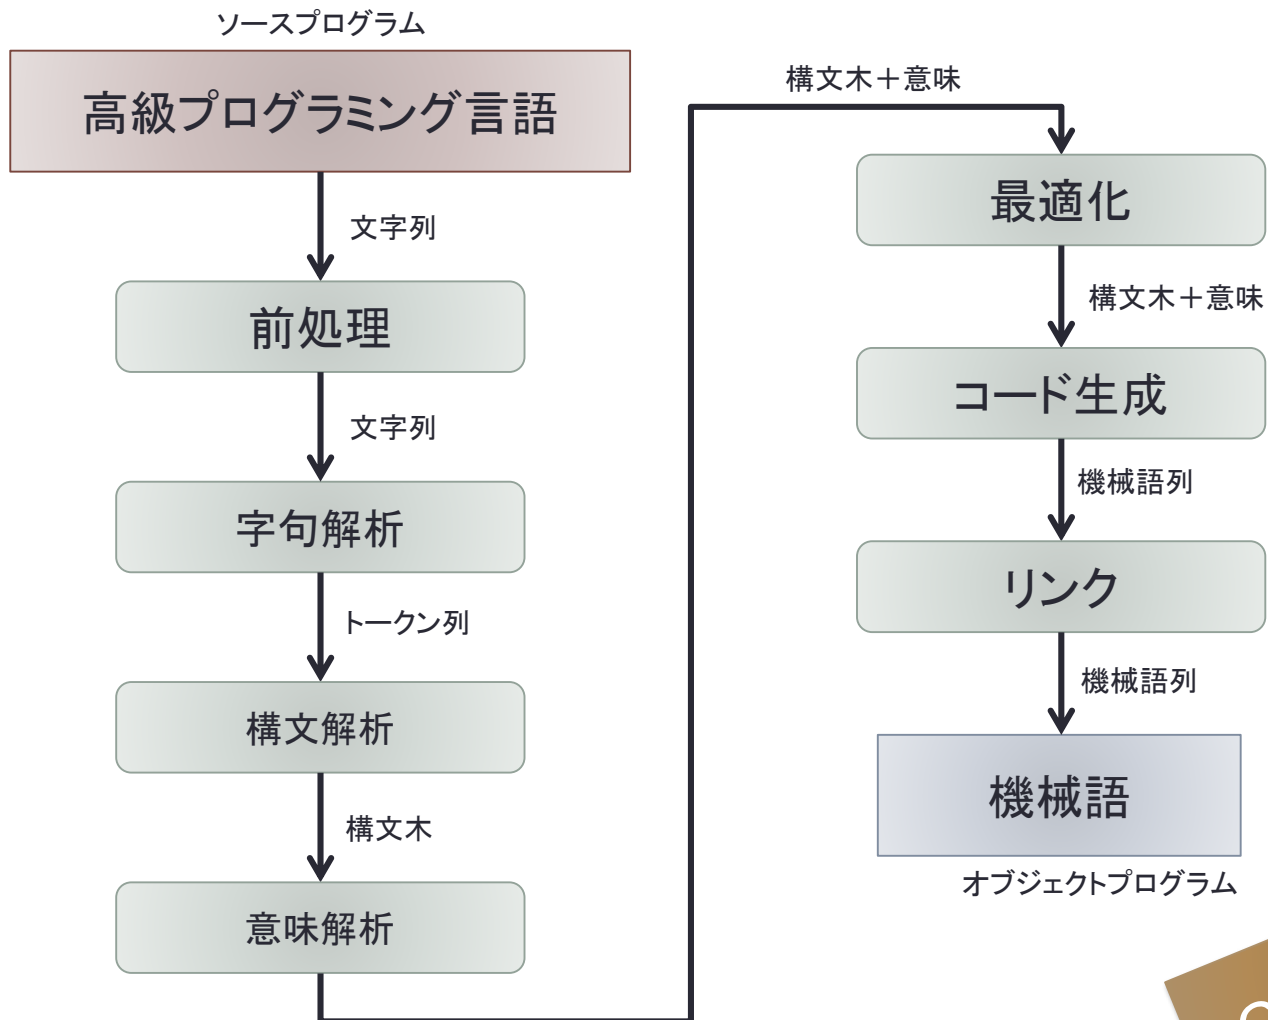 ソースプログラム
高級プログラミング言語
文字列
前処理
文字列
字句解析
トークン列
構文解析
構文木
意味解析
構文木＋意味
最適化
構文木＋意味
コード生成
機械語列
リンク
機械語列
機械語
オブジェクトプログラム